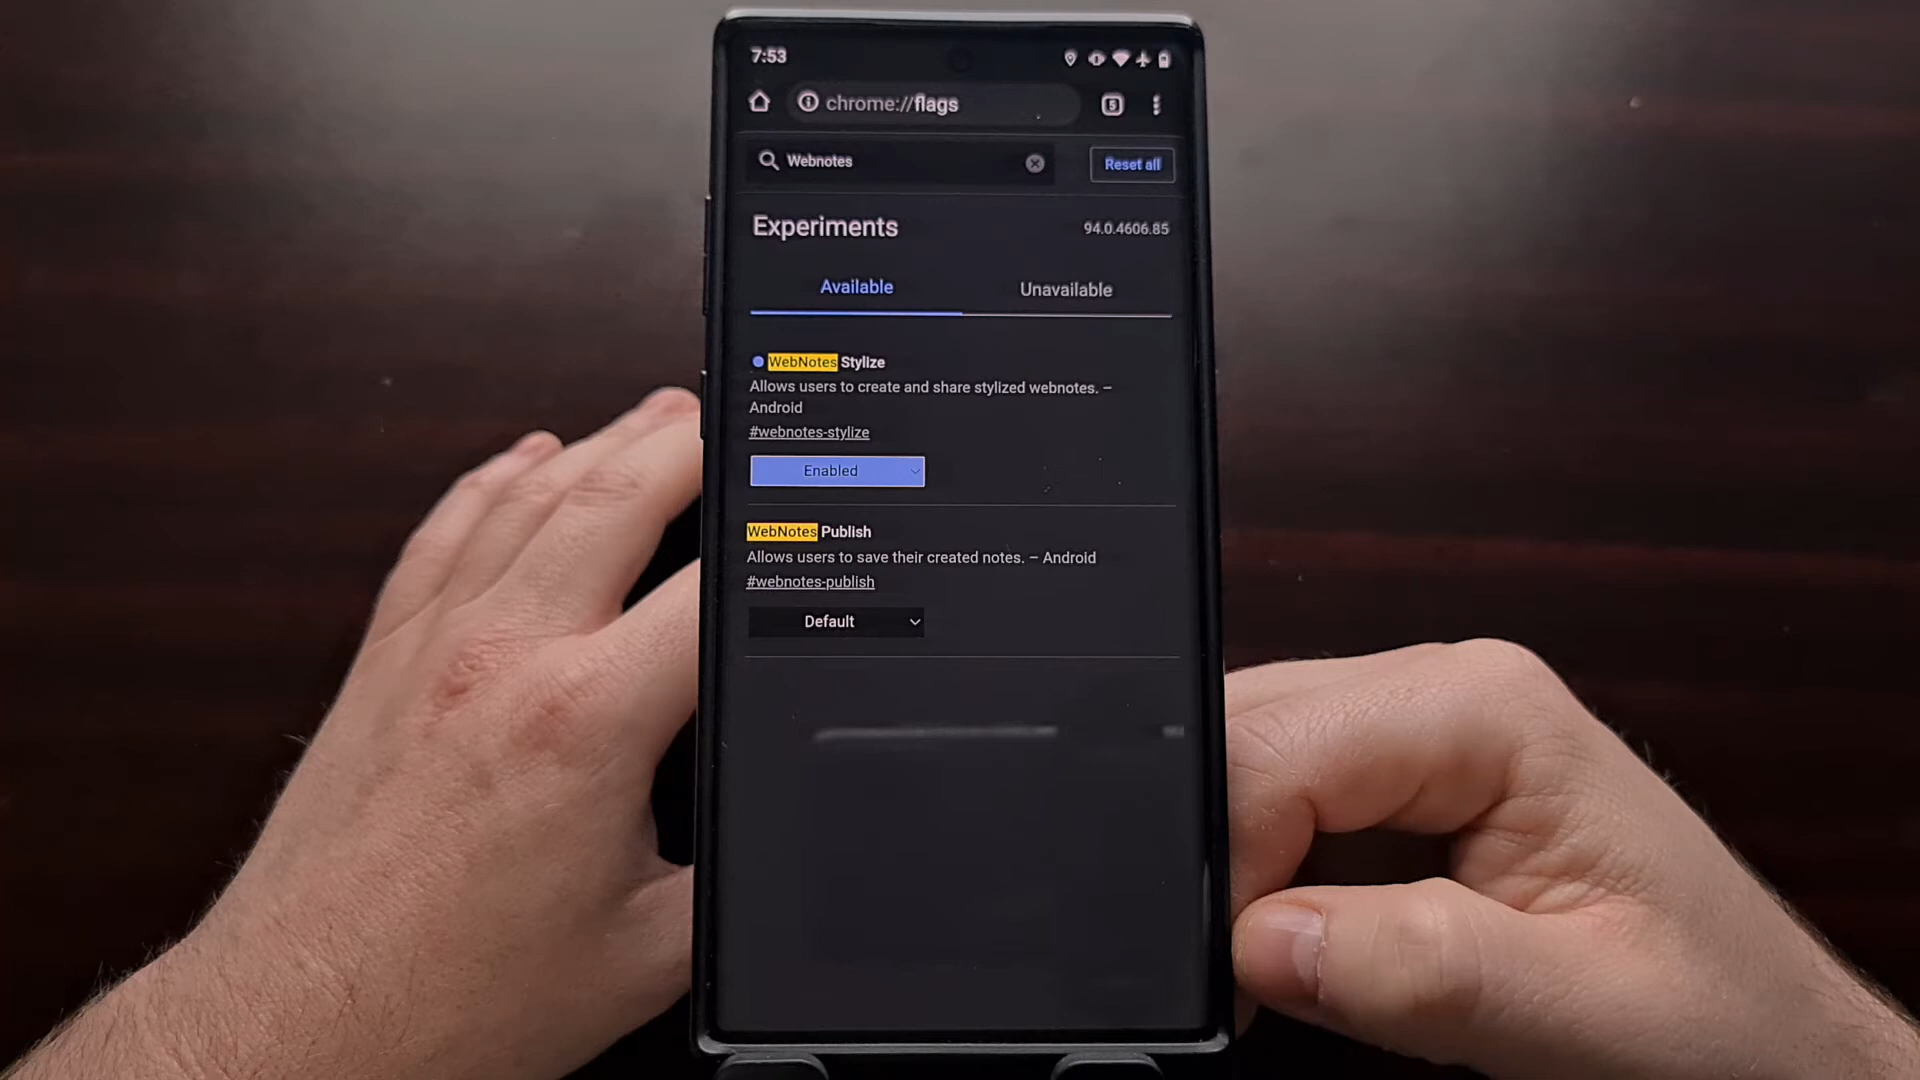 7:53
chrome://flags
5
Webnotes
Reset all
Experiments
94.0.4606.85
Available
Unavailable
WebNotes Stylize
Allows users to create and share stylized webnotes. –
Android
#webnotes-stylize
Enabled
WebNotes Publish
Allows users to save their created notes. – Android
#webnotes-publish
Default